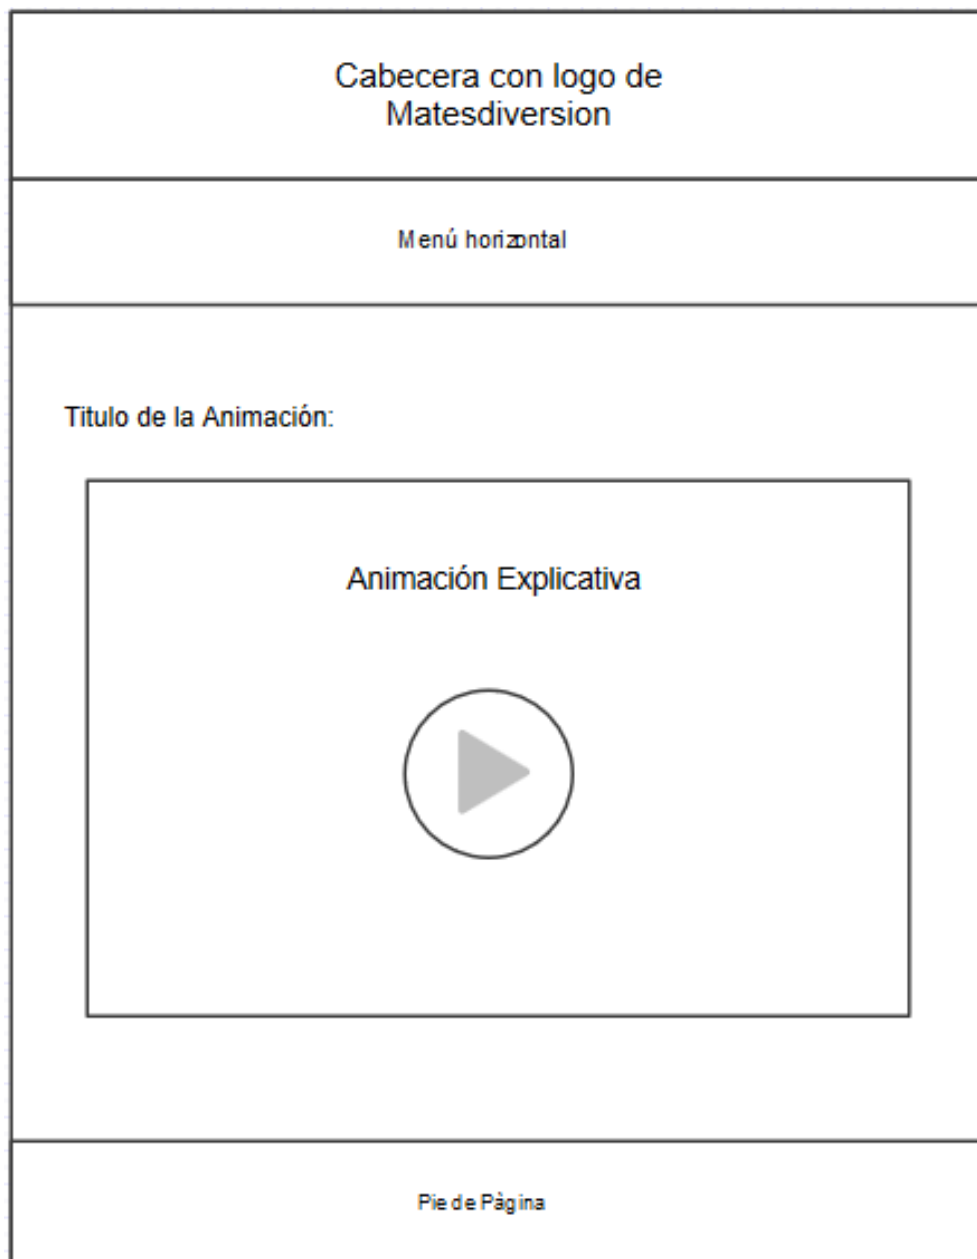 Cabecera con logo de
Matesdiversion
Menú horizontal
Titulo de la Animación:
Animación Explicativa
Pie de Pàgina